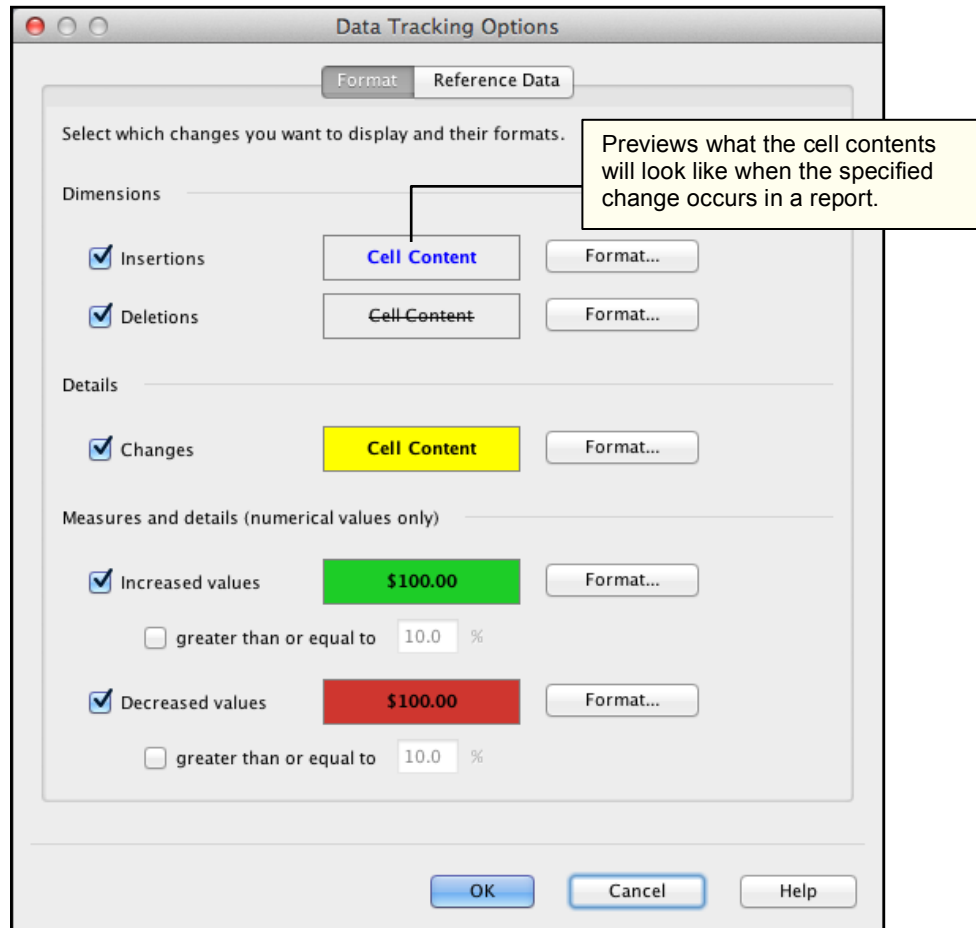 Data Tracking Options
Format Reference Data
Select which changes you want to display and their formats.
Previews what the cell contents
will look like when the specified
change occurs in a report.
Dimensions
Insertions Cell Content Format...
Deletions Cell Content Format...
Details
Changes Cell Content Format...
Measures and details (numerical values only)
Increased values $100.00 Format...
greater than or equal to 10.0 %
Decreased values $100.00 Format...
greater than or equal to 10.0 %
OK Cancel Help